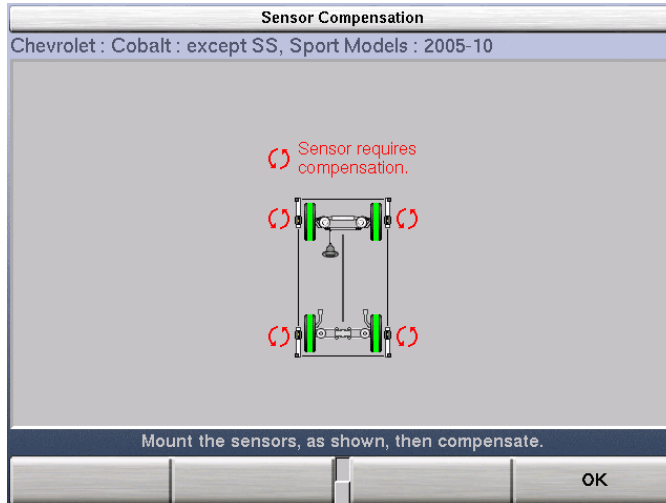 Sensor Compensation
Chevrolet : Cobalt : except SS, Sport Models : 2005-10
Sensor requires
compensation.
Mount the sensors, as shown, then compensate.
OK